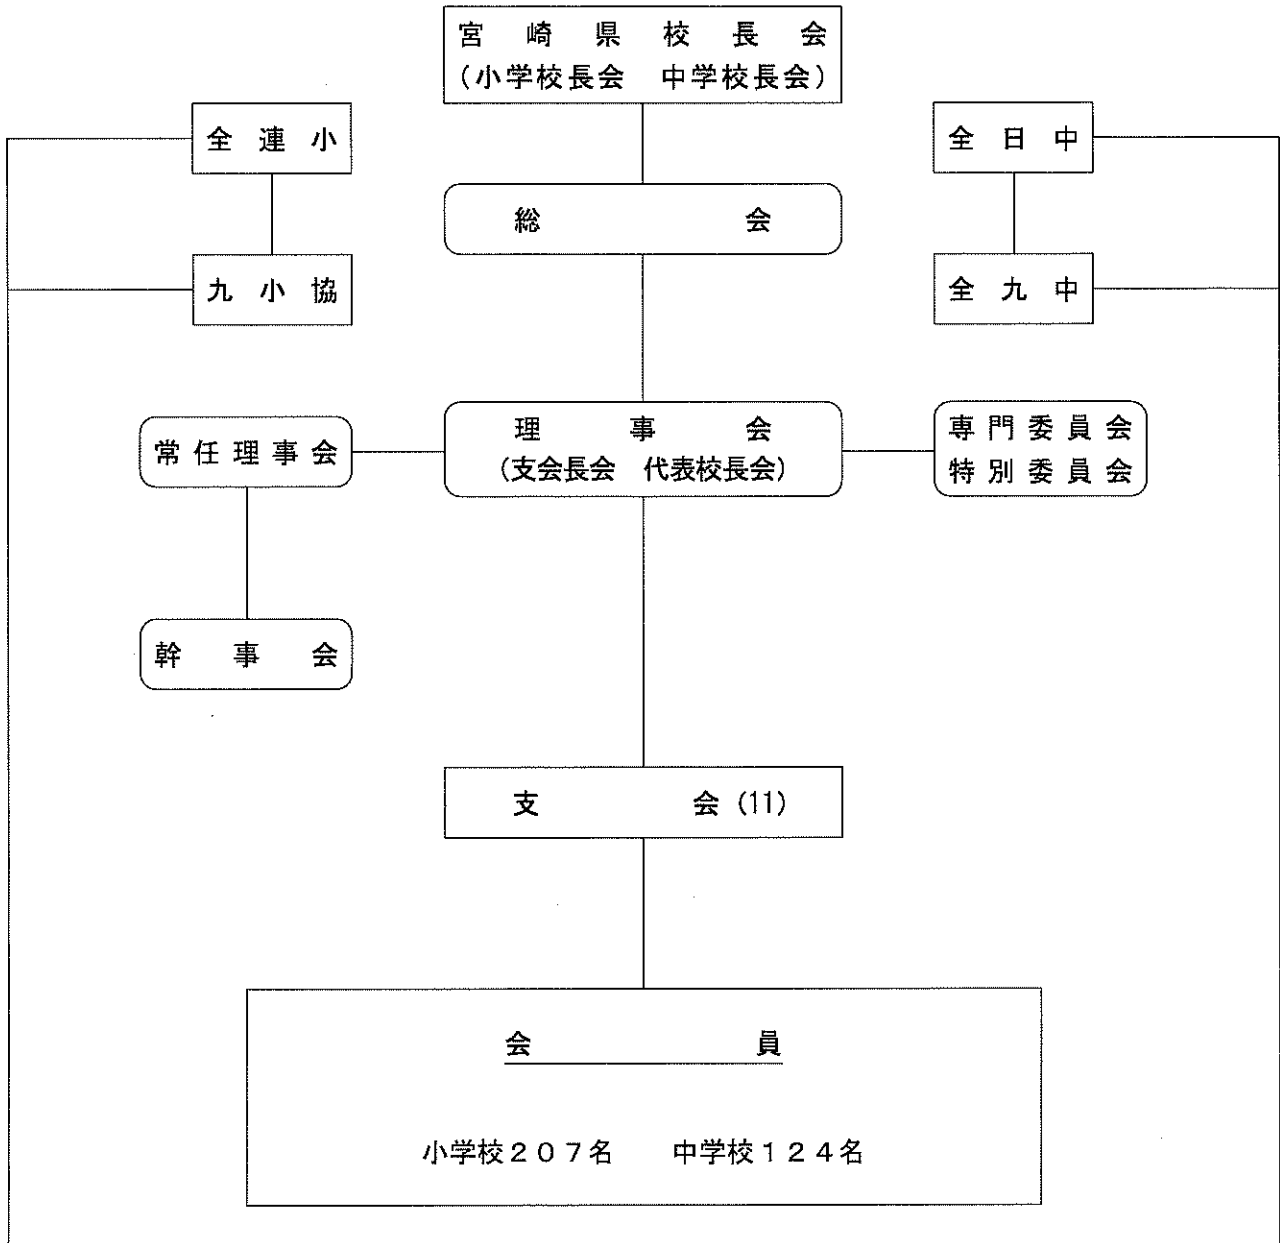 宮崎県校長会
(小学校長会　中学校長会)
全連小
全日中
総会
九小協
全九中
常任理事会
理事会
(支会長会　代表校長会)
専門委員会
特別委員会
幹事会
支会(11)
会員
小学校２０７名　中学校１２４名